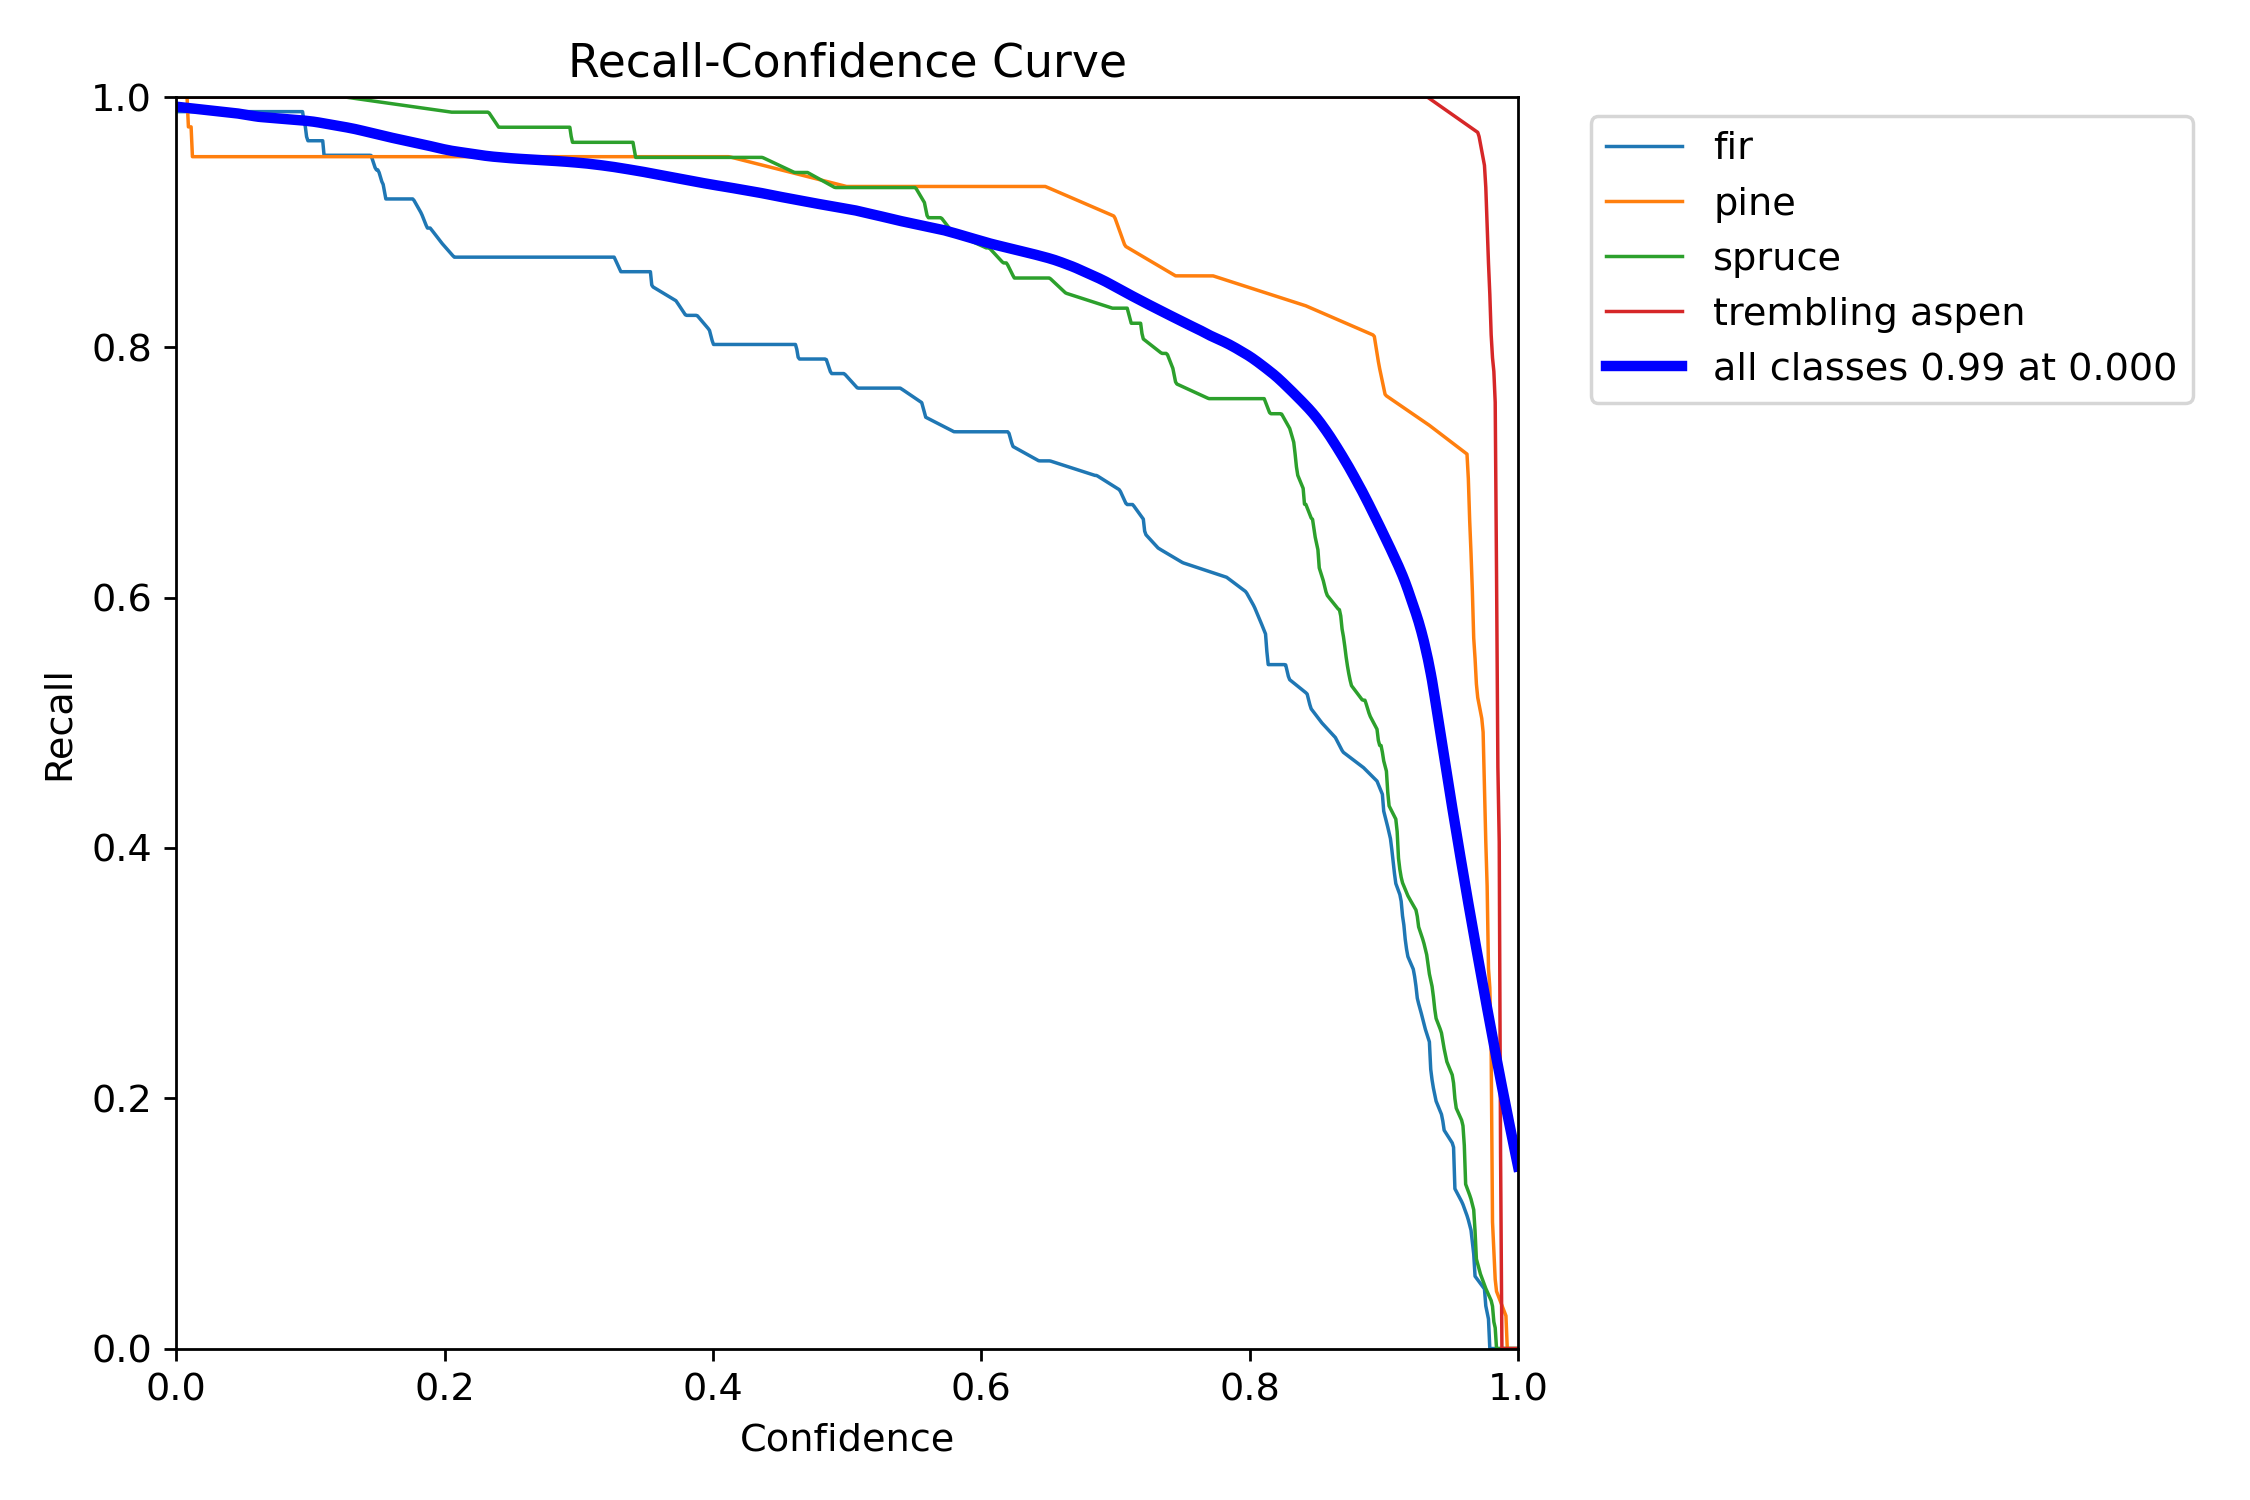 Recall-Confidence Curve
1.0
0.8
0.6
0.4
0.2
0.0
Recall
0.0 0.2 0.4 0.6 0.8 1.0
Confidence
fir
pine
spruce
trembling aspen
all classes 0.99 at 0.000